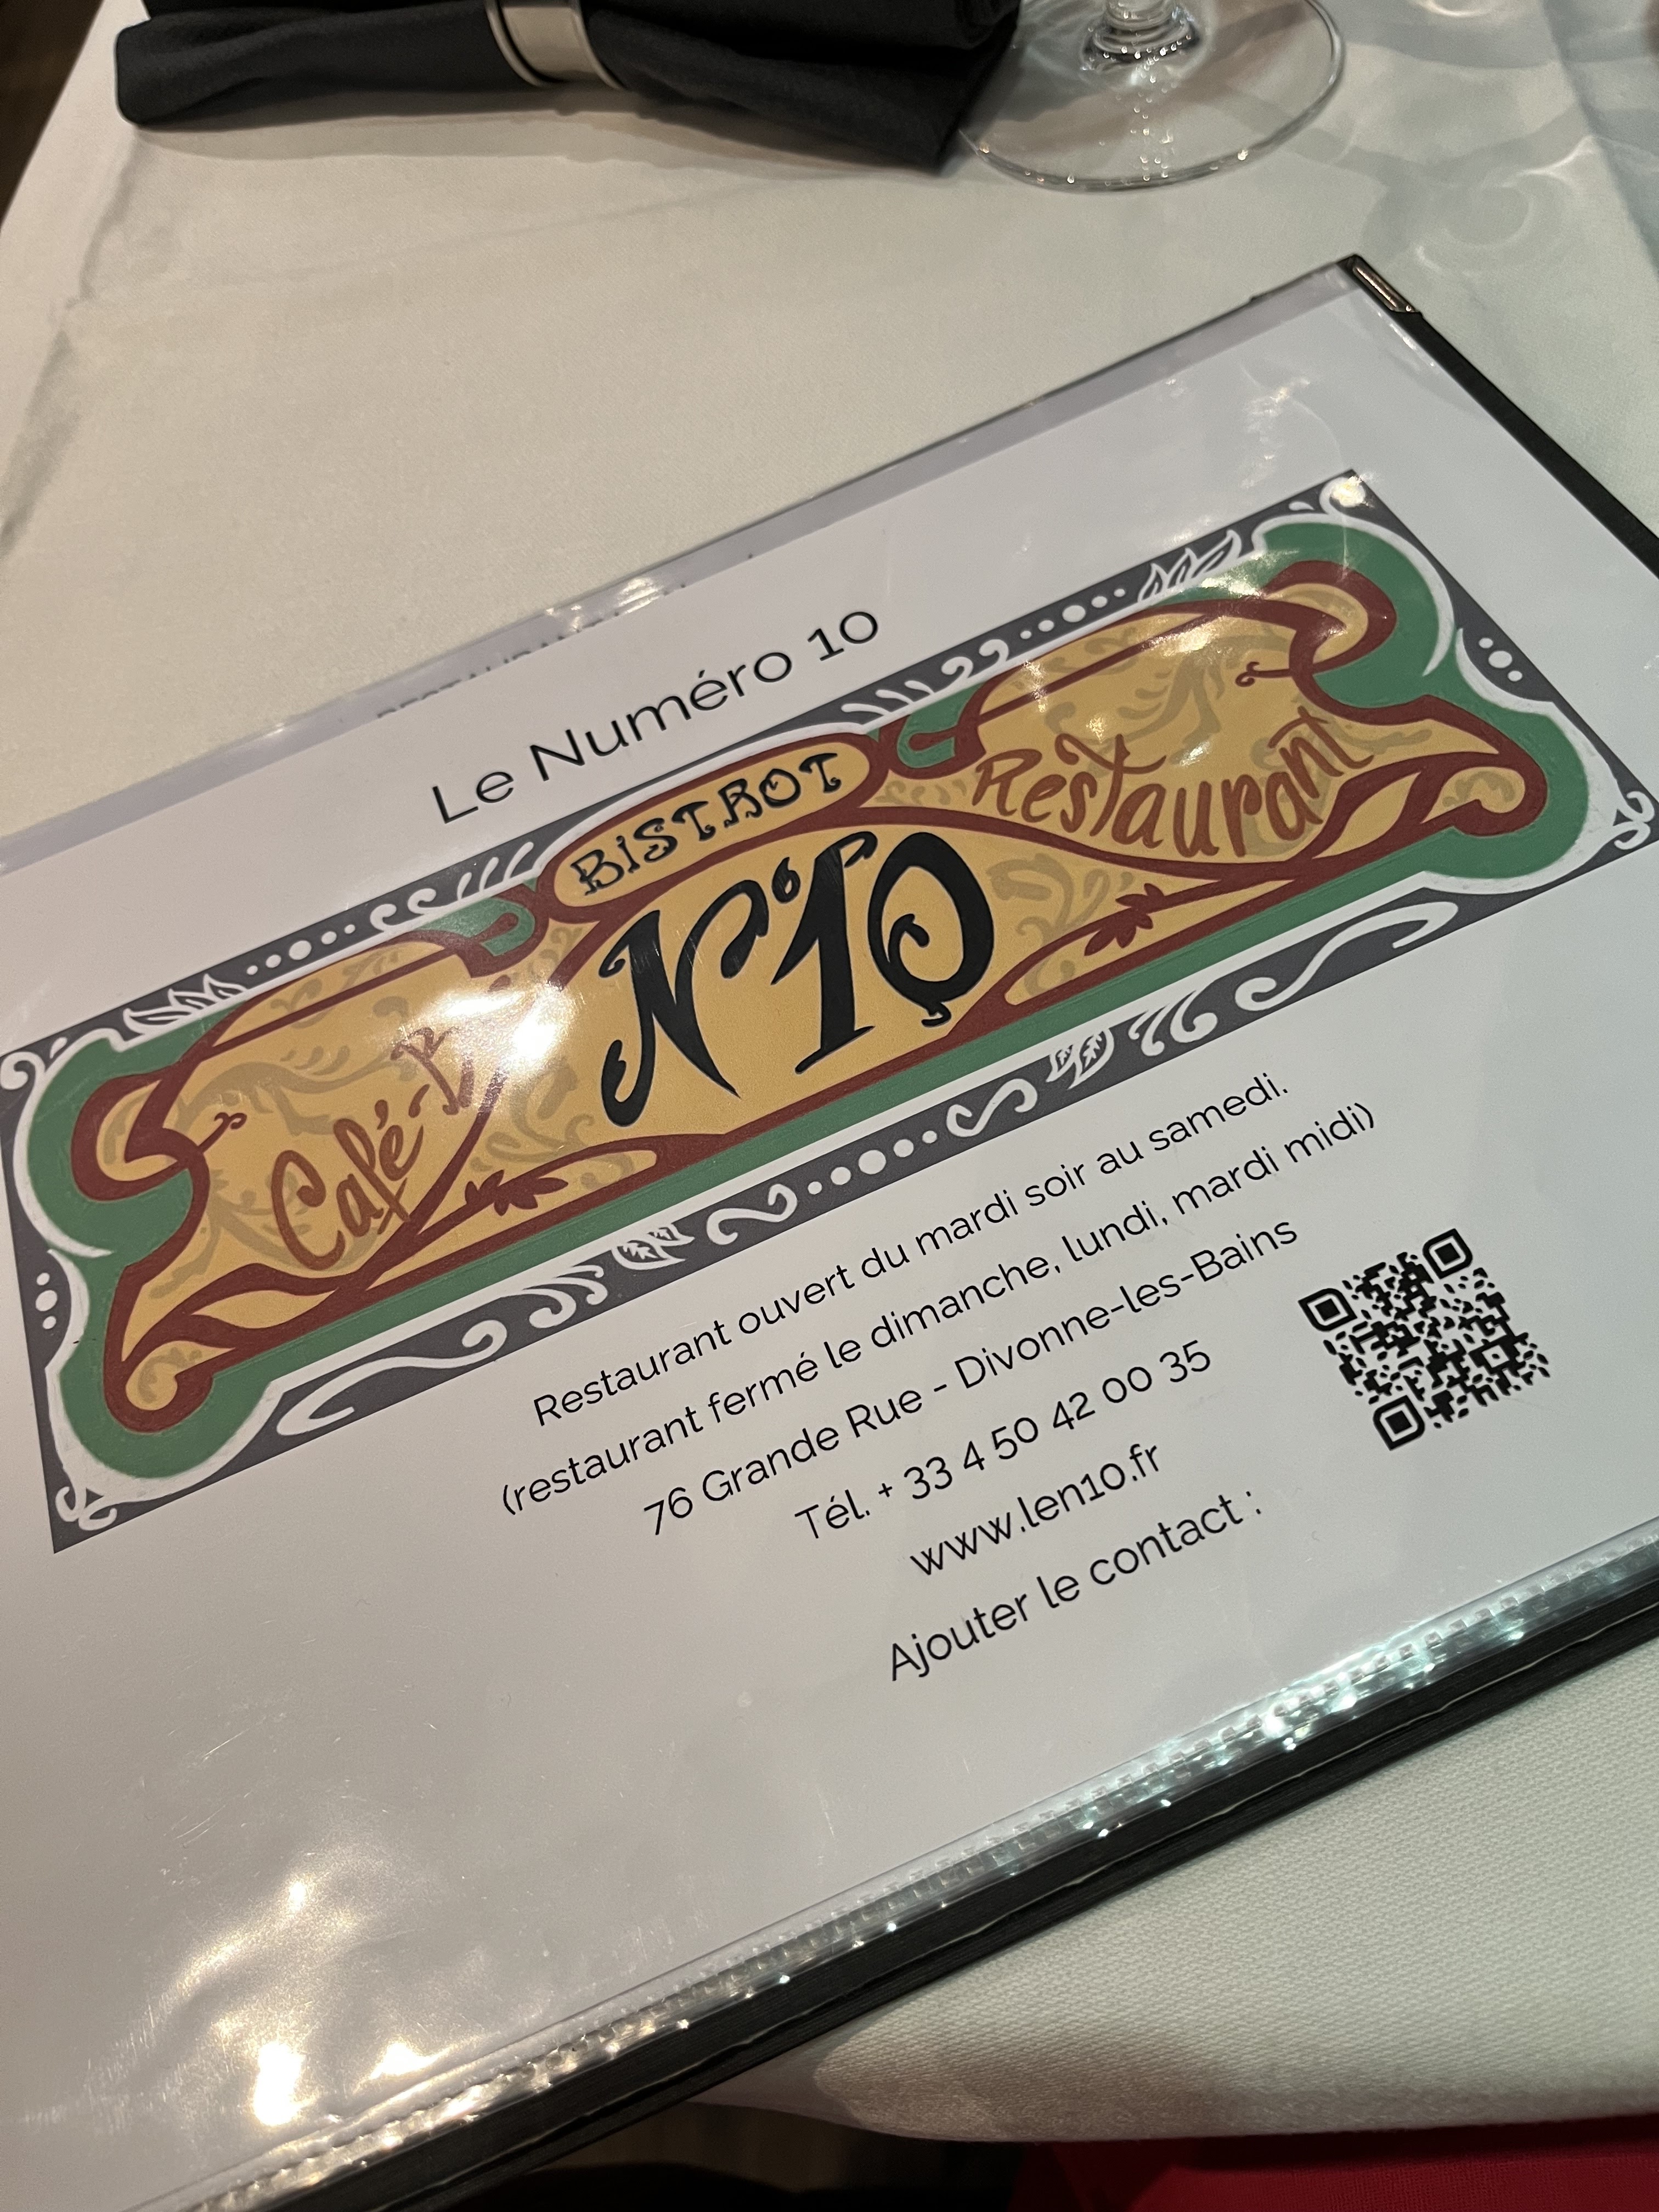 Le Numéro 10
BISTROT
N°10
Restaurant
Café-
Restaurant ouvert du mardi soir au samedi.
(restaurant fermé le dimanche, lundi, mardi midi)
76 Grande Rue - Divonne-les-Bains
Tél. + 33 4 50 42 00 35
www.len10.fr
Ajouter le contact :